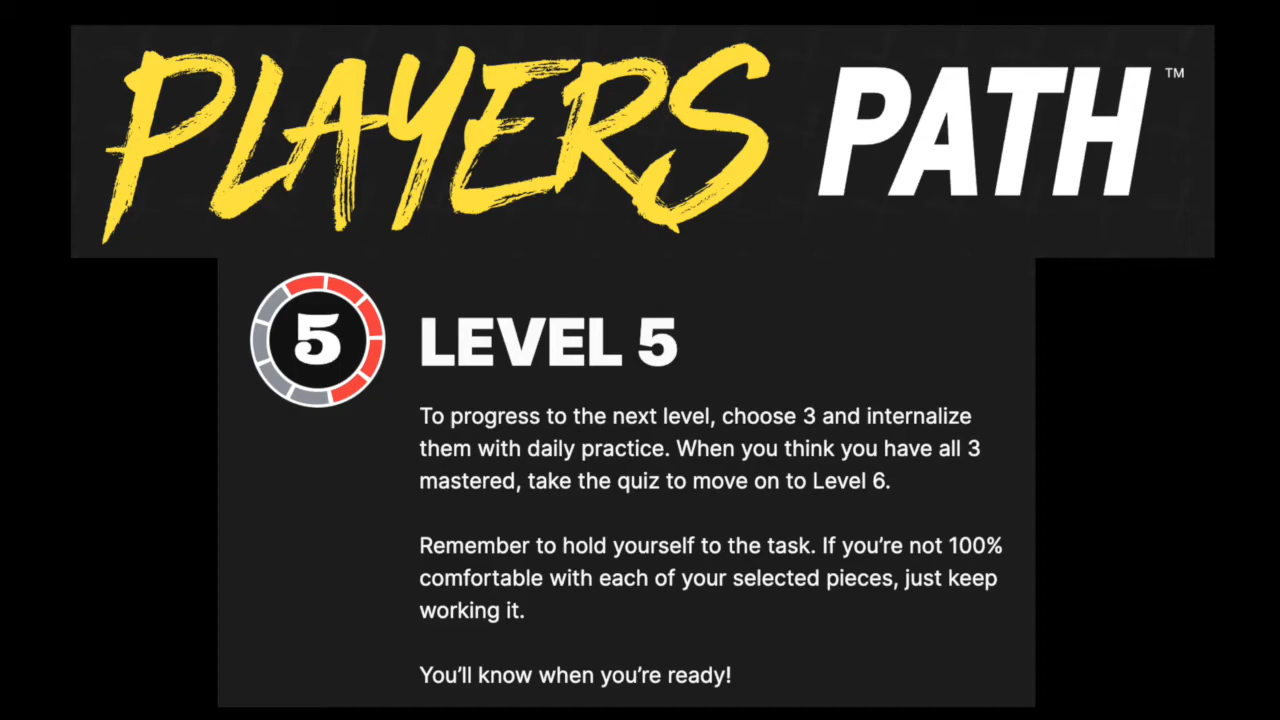 PLAYERS PATH™
5
LEVEL 5
To progress to the next level, choose 3 and internalize
them with daily practice. When you think you have all 3
mastered, take the quiz to move on to Level 6.
Remember to hold yourself to the task. If you’re not 100%
comfortable with each of your selected pieces, just keep
working it.
You’ll know when you’re ready!